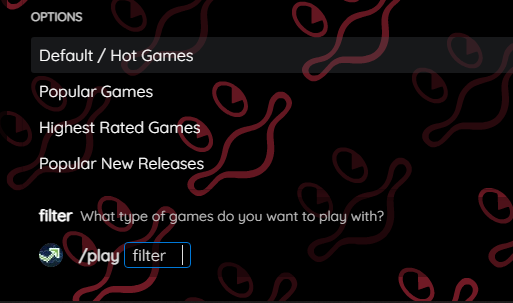 OPTIONS
Default / Hot Games
Popular Games
Highest Rated Games
Popular New Releases
filter What type of games do you want to play with?
/play filter